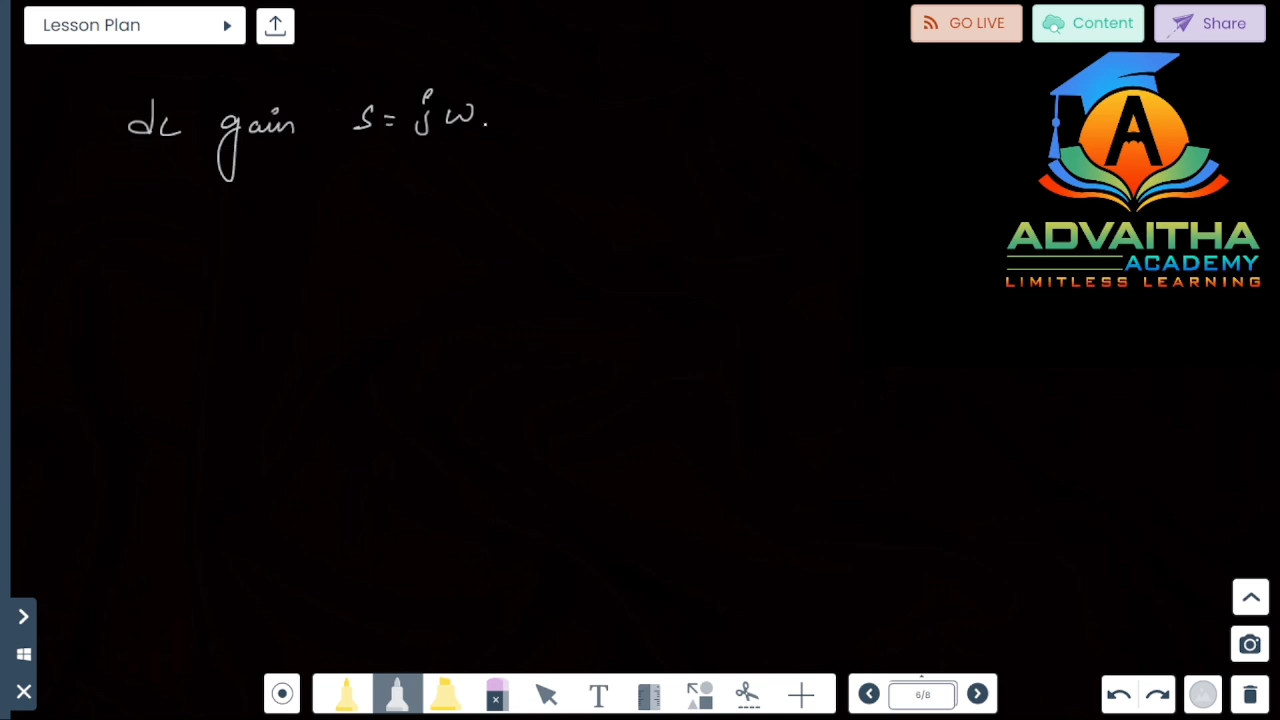 Lesson Plan
GO LIVE
Content
Share
dc gain s = jω.
A
ADVAITHA
ACADEMY
LIMITLESS LEARNING
T
6/8